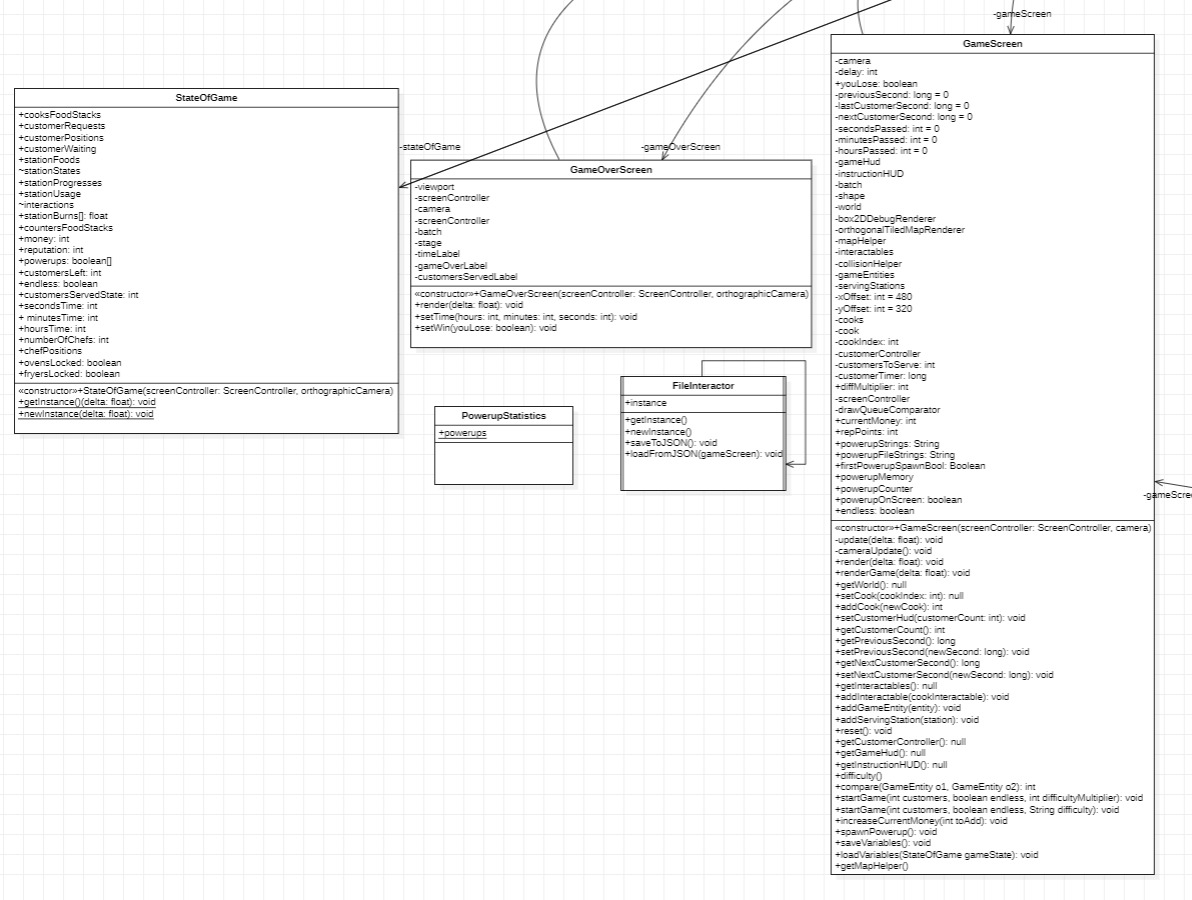 -gameScreen
StateOfGame
+cooksFoodStacks
+customerRequests
+customerPositions
+customerWaiting
+stationFoods
~stationStates
+stationProgresses
+stationUsage
~interactions
+stationBurns[]: float
+countersFoodStacks
+money: int
+reputation: int
+powerups: boolean[]
+customersLeft: int
+endless: boolean
+customersServedState: int
+secondsTime: int
+ minutesTime: int
+hoursTime: int
+numberOfChefs: int
+chefPositions
+ovensLocked: boolean
+fryersLocked: boolean
«constructor»+StateOfGame(screenController: ScreenController, orthographicCamera)
+getInstance()(delta: float): void
+newInstance(delta: float): void
-stateOfGame
-gameOverScreen
GameOverScreen
-viewport
-screenController
-camera
-screenController
-batch
-stage
-timeLabel
-gameOverLabel
-customersServedLabel
«constructor»+GameOverScreen(screenController: ScreenController, orthographicCamera)
+render(delta: float): void
+setTime(hours: int, minutes: int, seconds: int): void
+setWin(youLose: boolean): void
PowerupStatistics
+powerups
FileInteractor
+instance
+getInstance()
+newInstance()
+saveToJSON(): void
+loadFromJSON(gameScreen): void
GameScreen
-camera
-delay: int
+youLose: boolean
-previousSecond: long = 0
-lastCustomerSecond: long = 0
-nextCustomerSecond: long = 0
-secondsPassed: int = 0
-minutesPassed: int = 0
-hoursPassed: int = 0
-gameHud
-instructionHUD
-batch
-shape
-world
-box2DDebugRenderer
-orthogonalTiledMapRenderer
-mapHelper
-interactables
-collisionHelper
-gameEntities
-servingStations
-xOffset: int = 480
-yOffset: int = 320
-cooks
-cook
-cookIndex: int
-customerController
-customersToServe: int
-customerTimer: long
+diffMultiplier: int
-screenController
-drawQueueComparator
+currentMoney: int
+repPoints: int
+powerupStrings: String
+powerupFileStrings: String
+firstPowerupSpawnBool: Boolean
+powerupMemory
+powerupCounter
+powerupOnScreen: boolean
+endless: boolean
«constructor»+GameScreen(screenController: ScreenController, camera)
-update(delta: float): void
-cameraUpdate(): void
+render(delta: float): void
+renderGame(delta: float): void
+getWorld(): null
+setCook(cookIndex: int): null
+addCook(newCook): int
+setCustomerHud(customerCount: int): void
+getCustomerCount(): int
+getPreviousSecond(): long
+setPreviousSecond(newSecond: long): void
+getNextCustomerSecond(): long
+setNextCustomerSecond(newSecond: long): void
+getInteractables(): null
+addInteractable(cookInteractable): void
+addGameEntity(entity): void
+addServingStation(station): void
+reset(): void
+getCustomerController(): null
+getGameHud(): null
+getInstructionHUD(): null
+difficulty()
+compare(GameEntity o1, GameEntity o2): int
+startGame(int customers, boolean endless, int difficultyMultiplier): void
+startGame(int customers, boolean endless, String difficulty): void
+increaseCurrentMoney(int toAdd): void
+spawnPowerup(): void
+saveVariables(): void
+loadVariables(StateOfGame gameState): void
+getMapHelper()
-gameScree